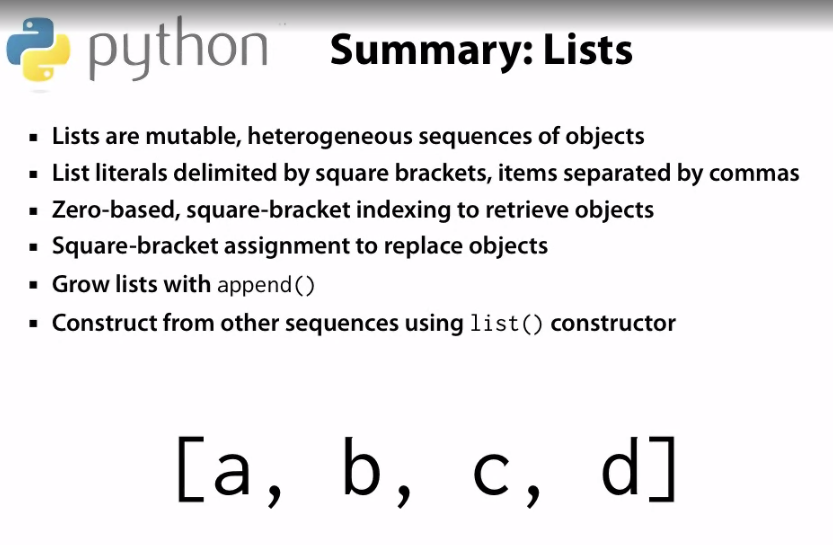 python
Summary: Lists
Lists are mutable, heterogeneous sequences of objects
List literals delimited by square brackets, items separated by commas
Zero-based, square-bracket indexing to retrieve objects
Square-bracket assignment to replace objects
Grow lists with append()
Construct from other sequences using list() constructor
[a, b, c, d]